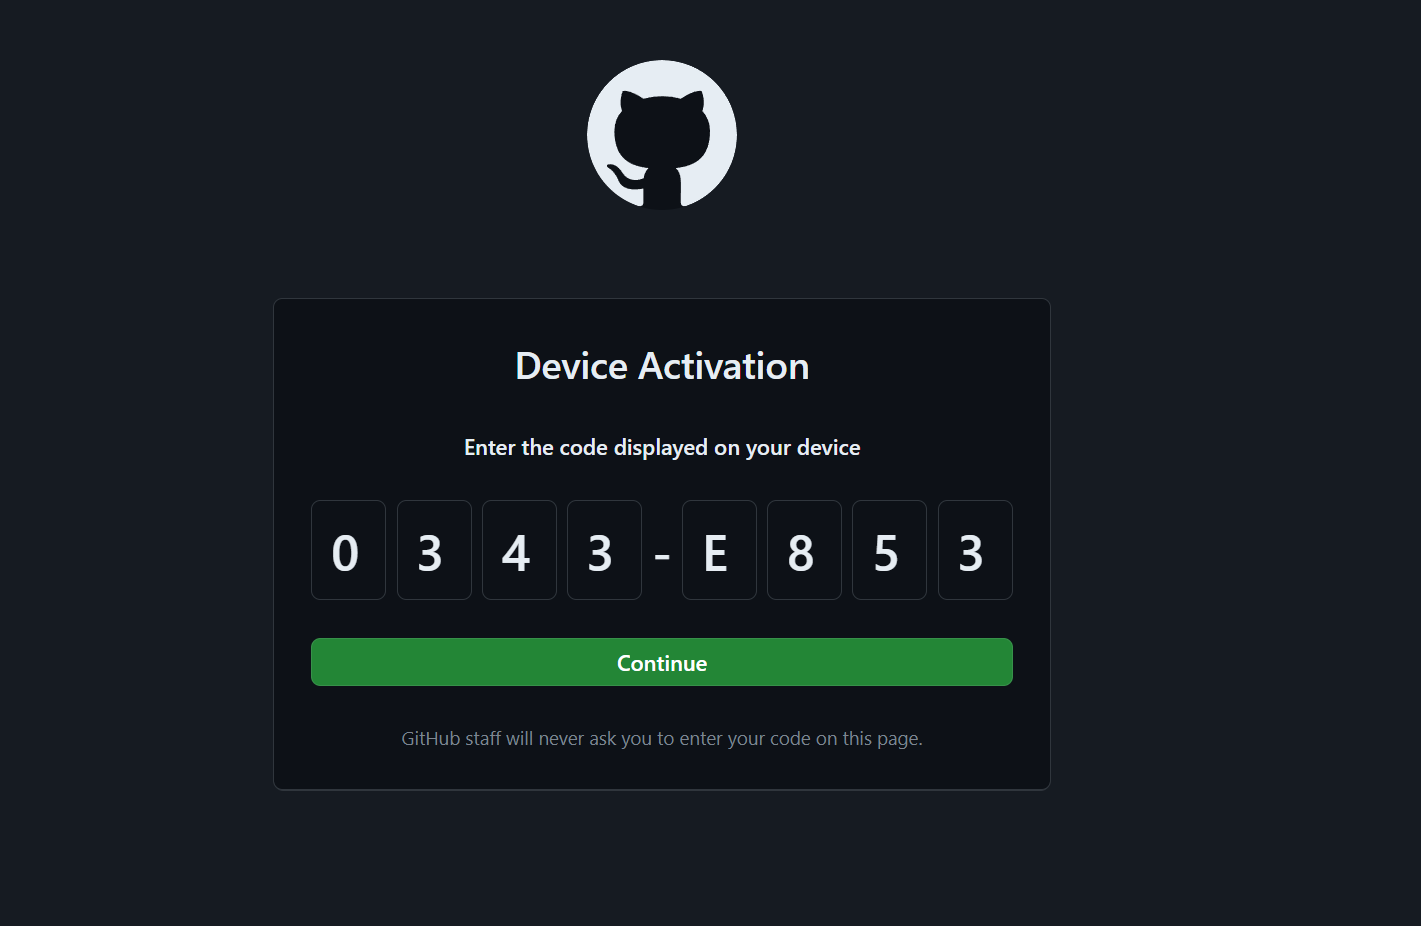 Device Activation
Enter the code displayed on your device
0 3 4 3 - E 8 5 3
Continue
GitHub staff will never ask you to enter your code on this page.